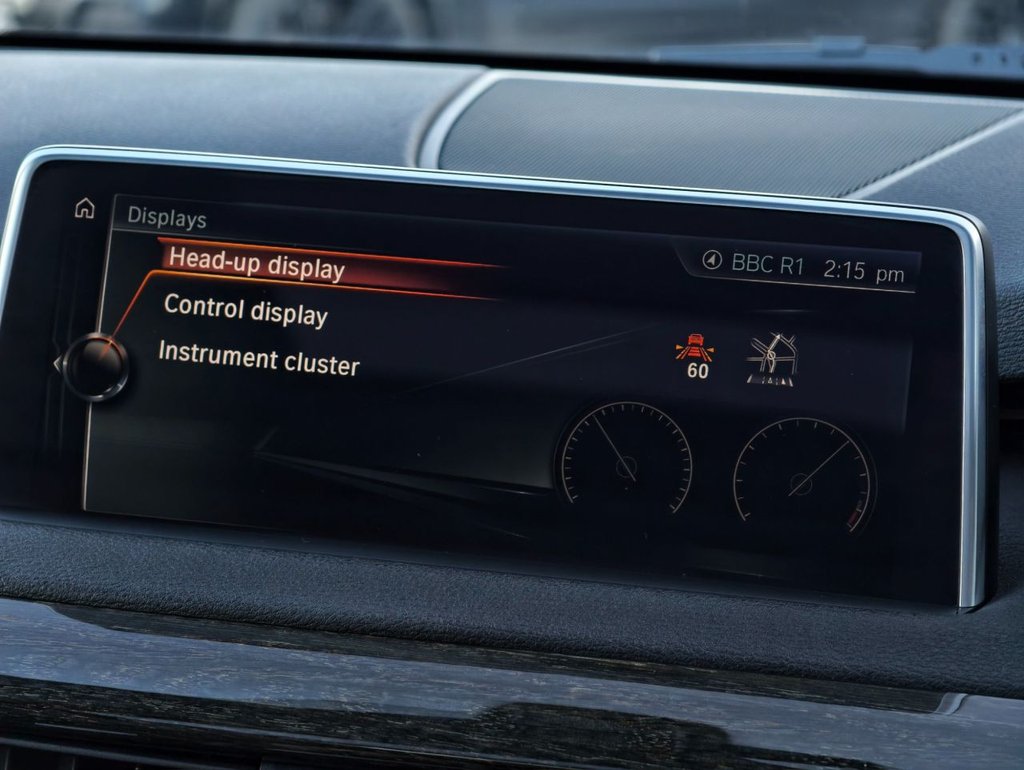 Displays
Head-up display
BBC R1 2:15 pm
Control display
Instrument cluster
60